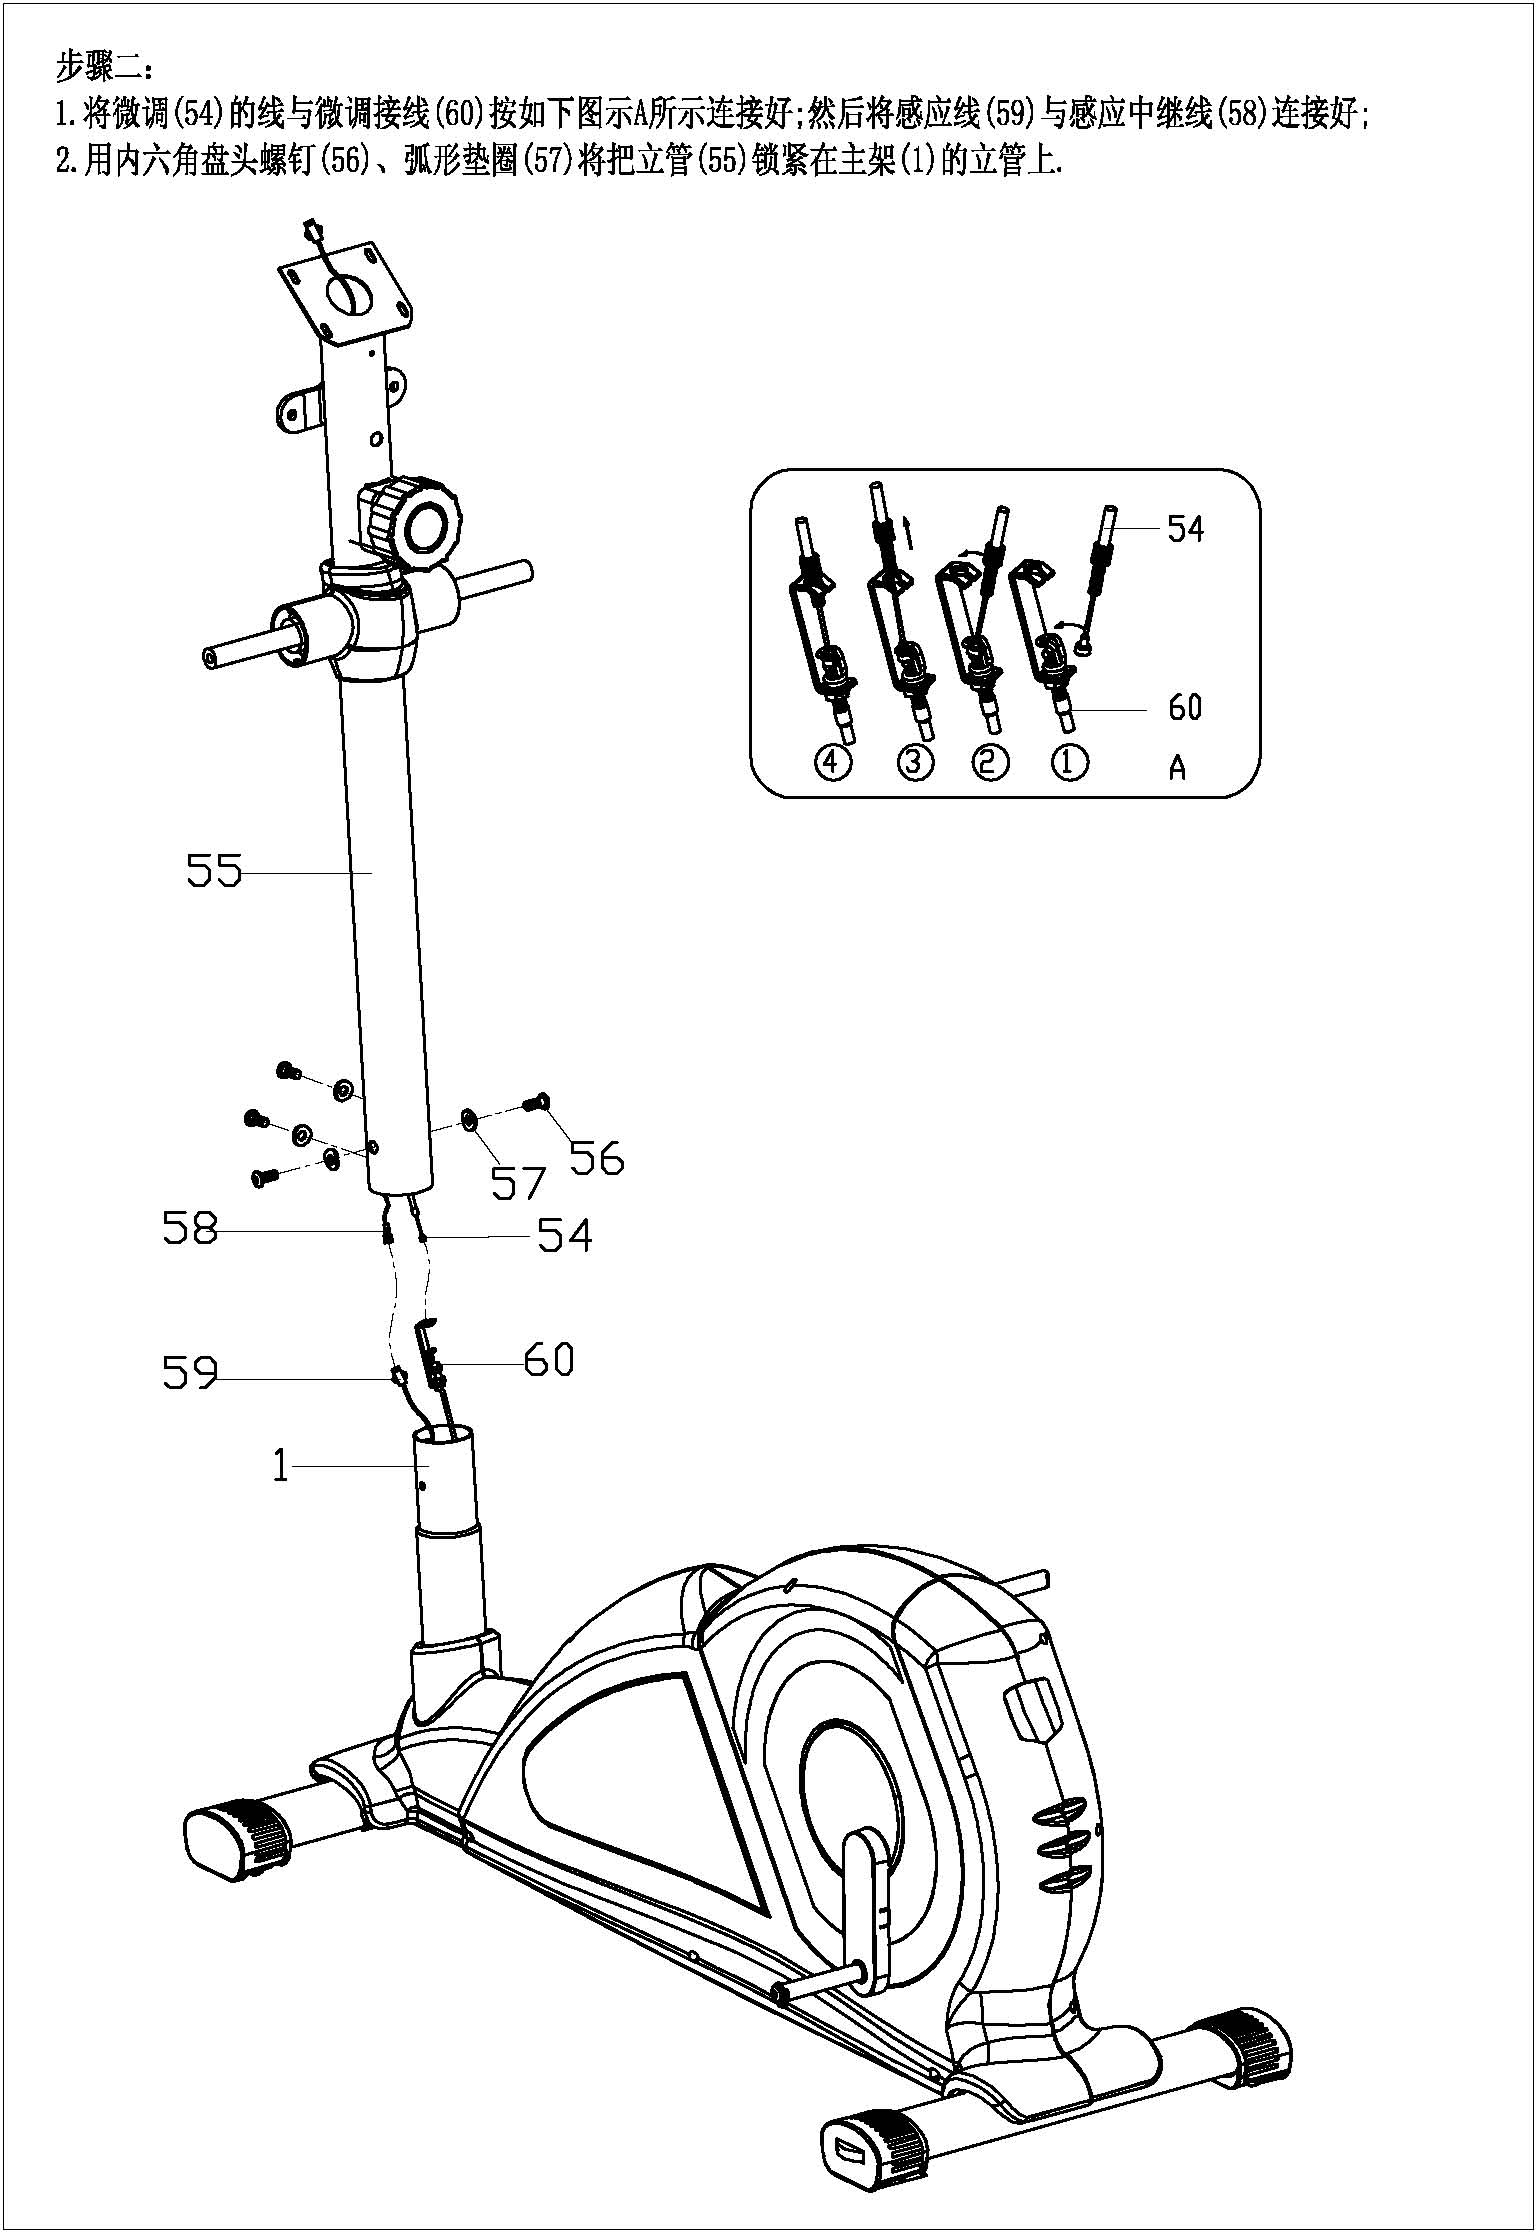 步骤二:
1.将微调(54)的线与微调接线(60)按如下图示A所示连接好;然后将感应线(59)与感应中继线(58)连接好;
2.用内六角盘头螺钉(56)、弧形垫圈(57)将把立管(55)锁紧在主架(1)的立管上.
54
60
④ ③ ② ① A
55
56
57
58
54
60
59
1